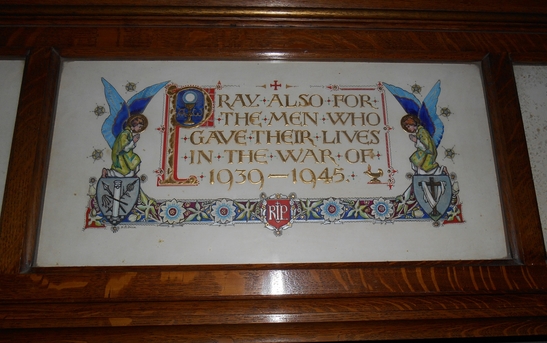 PRAY ALSO FOR
THE MEN WHO
GAVE THEIR LIVES
IN THE WAR OF
1939-1945.
RIP